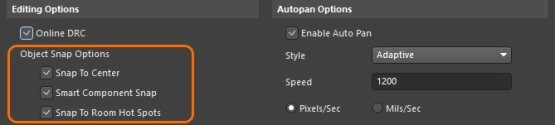 Editing Options
Online DRC
Object Snap Options
Snap To Center
Smart Component Snap
Snap To Room Hot Spots
Autopan Options
Enable Auto Pan
Style Adaptive
Speed 1200
Pixels/Sec Mils/Sec